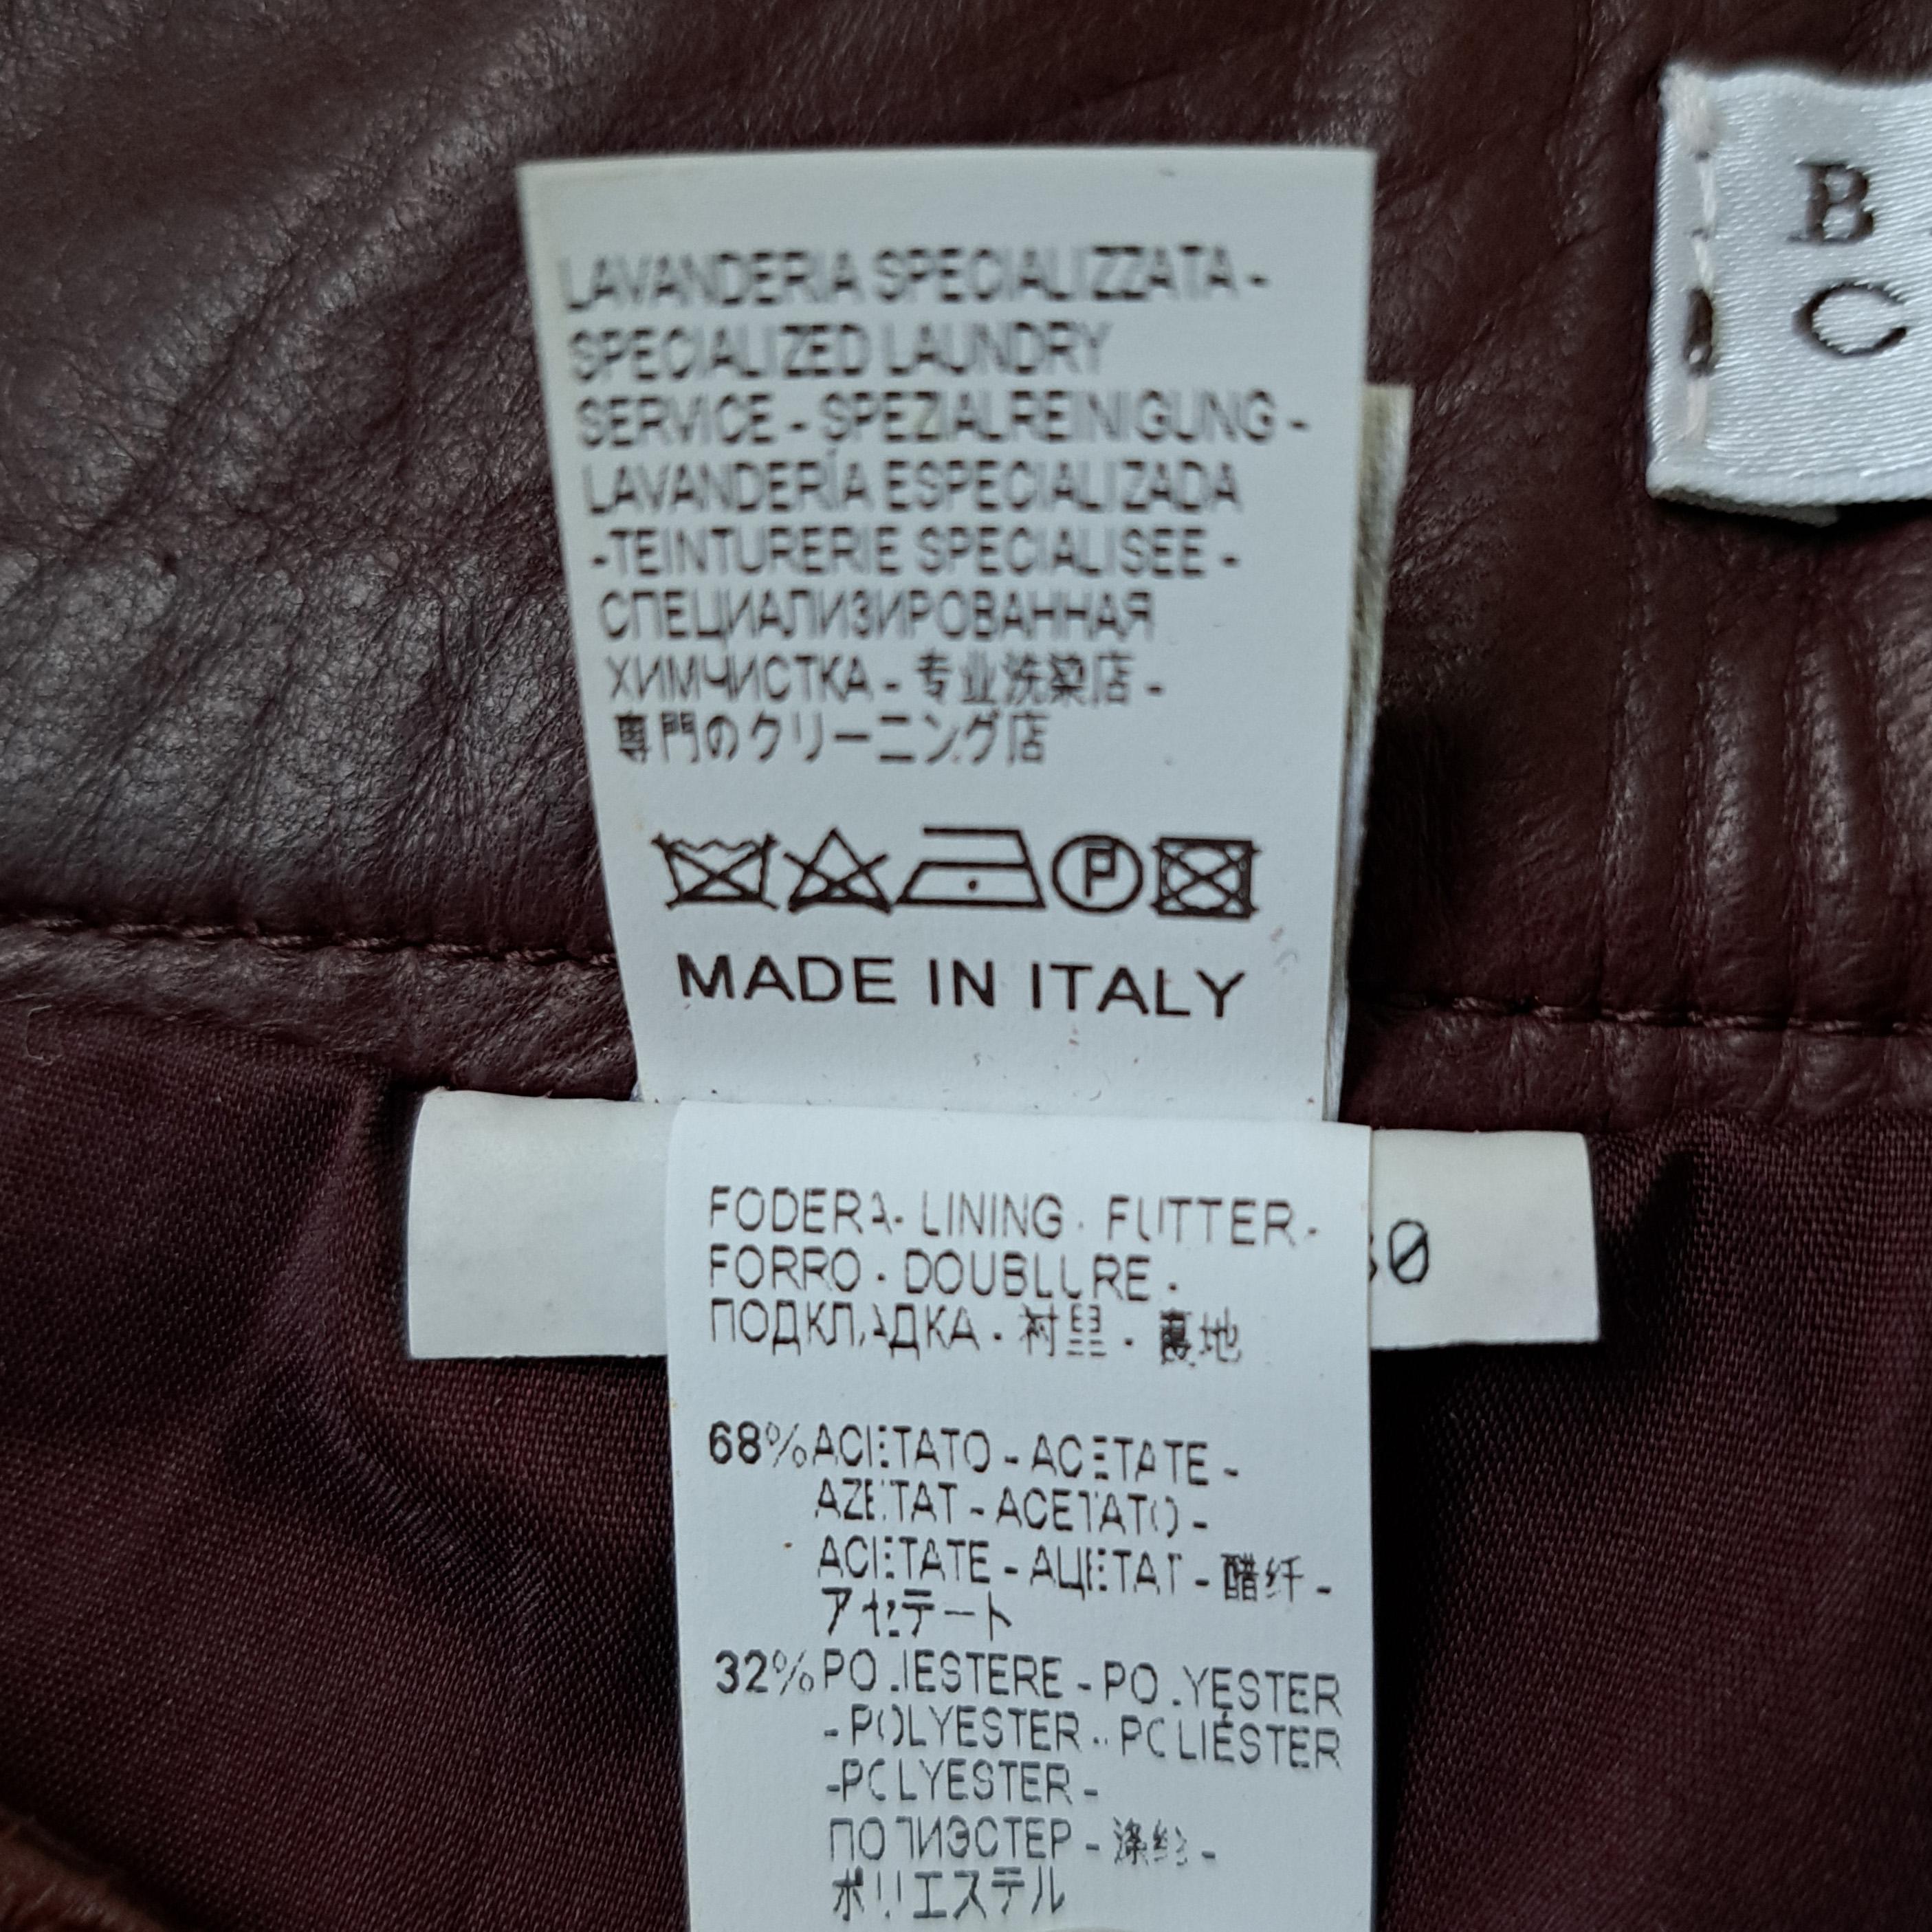 B
C
LAVANDERIA SPECIALIZZATA -
SPECIALIZED LAUNDRY
SERVICE - SPEZIALREINIGUNG -
LAVANDERÍA ESPECIALIZADA
-TEINTURERIE SPECIALISEE -
СПЕЦИАЛИЗИРОВАННАЯ
ХИМЧИСТКА - 专业洗染店 -
専門のクリーニング店
P
MADE IN ITALY
FODERA- LINING - FUTTER -
FORRO - DOUBLURE -
ПОДКЛАДКА - 衬里 - 裏地
68% ACETATO - ACETATE -
AZETAT - ACETATO -
ACETATE - АЦЕТАТ - 醋纤 -
アセテート
32% POLIESTERE - POLYESTER
- POLYESTER - POLIÉSTER
-POLYESTER -
ПОЛИЭСТЕР - 涤纶 -
ポリエステル